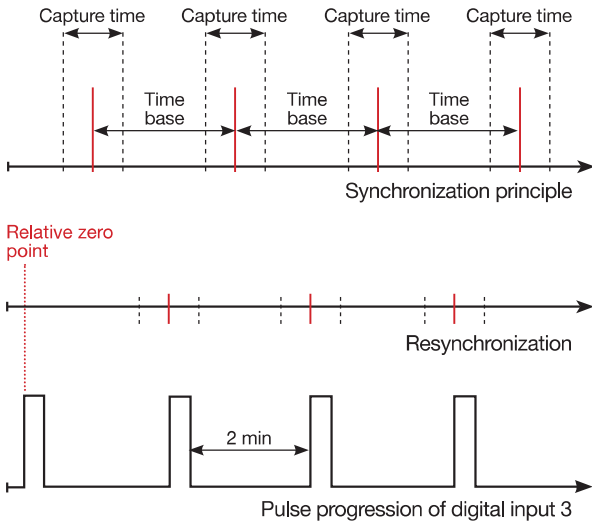 Capture time Capture time Capture time Capture time
Time
base
Time
base
Time
base
Synchronization principle
Relative zero
point
Resynchronization
2 min
Pulse progression of digital input 3